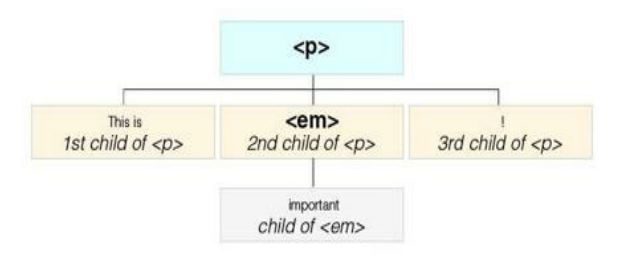 <p>
This is
1st child of <p>
<em>
2nd child of <p>
!
3rd child of <p>
important
child of <em>